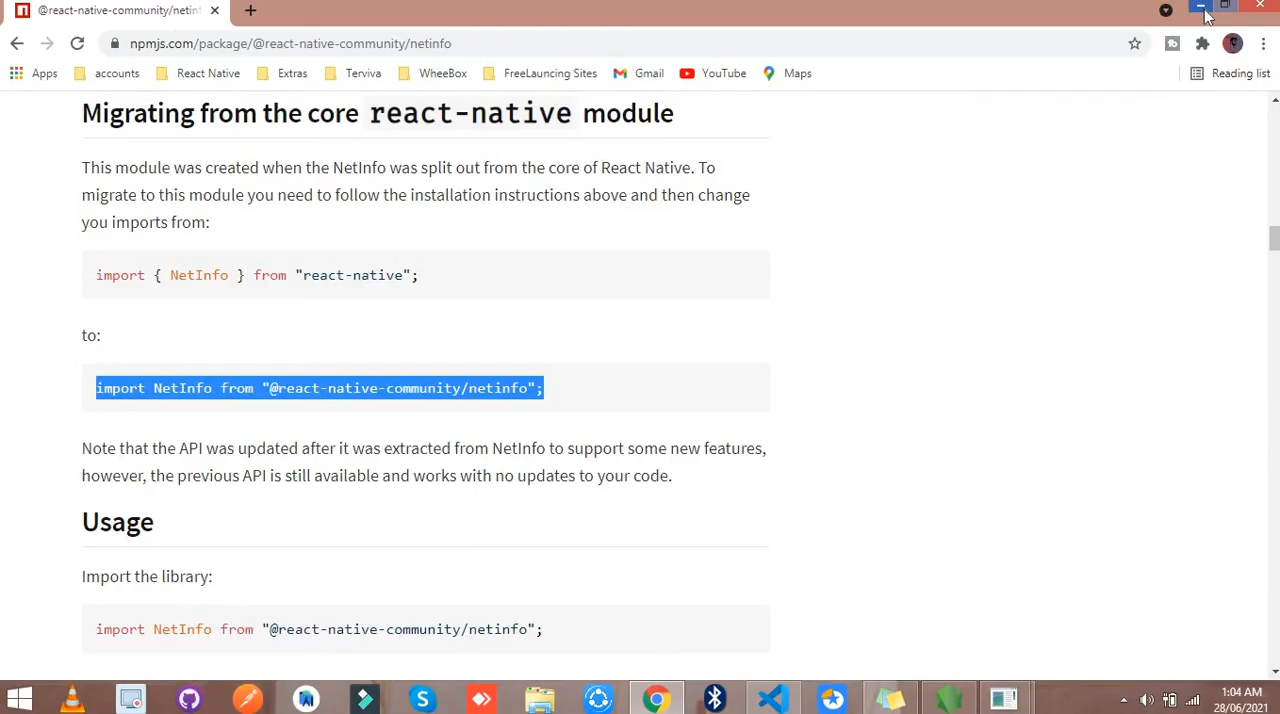 @react-native-community/netinf
npmjs.com/package/@react-native-community/netinfo
Apps accounts React Native Extras Terviva WheeBox FreeLauncing Sites Gmail YouTube Maps Reading list
Migrating from the core react-native module
This module was created when the NetInfo was split out from the core of React Native. To
migrate to this module you need to follow the installation instructions above and then change
you imports from:
import { NetInfo } from "react-native";
to:
import NetInfo from "@react-native-community/netinfo";
Note that the API was updated after it was extracted from NetInfo to support some new features,
however, the previous API is still available and works with no updates to your code.
Usage
Import the library:
import NetInfo from "@react-native-community/netinfo";
1:04 AM
28/06/2021